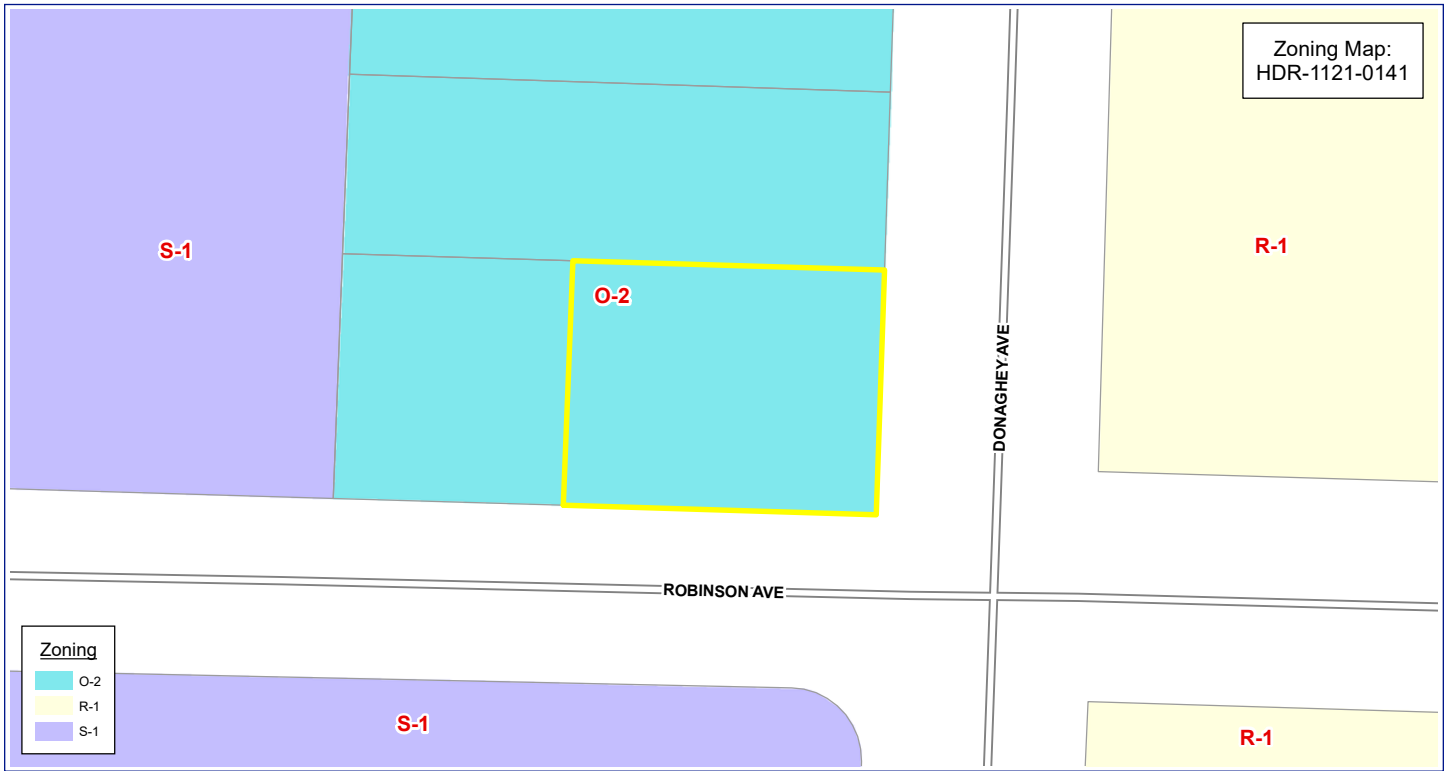 Zoning Map:
HDR-1121-0141
S-1
R-1
O-2
DONAGHEY AVE
ROBINSON AVE
Zoning
O-2
R-1
S-1
S-1
R-1